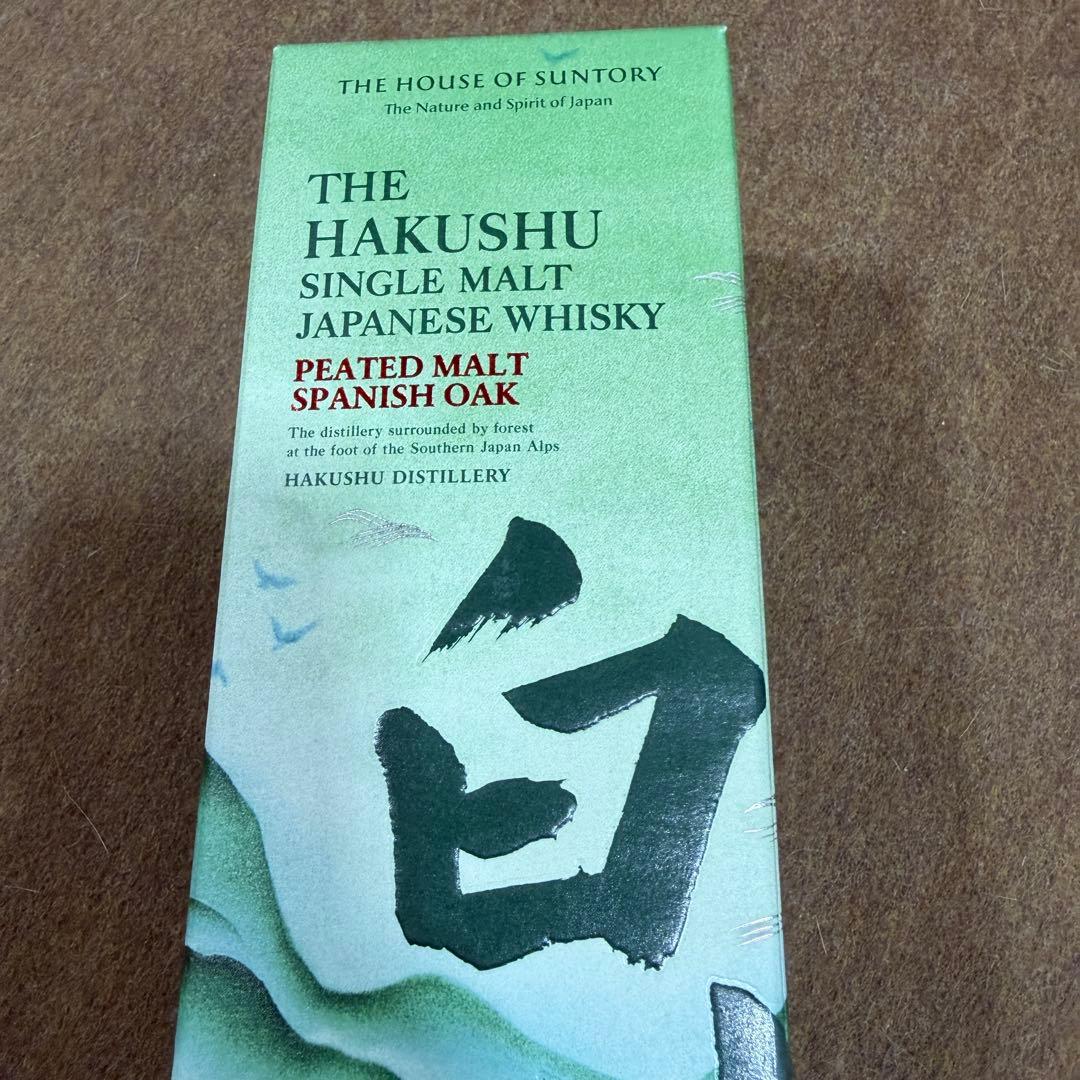 THE HOUSE OF SUNTORY
The Nature and Spirit of Japan
THE
HAKUSHU
SINGLE MALT
JAPANESE WHISKY
PEATED MALT
SPANISH OAK
The distillery surrounded by forest
at the foot of the Southern Japan Alps
HAKUSHU DISTILLERY
白